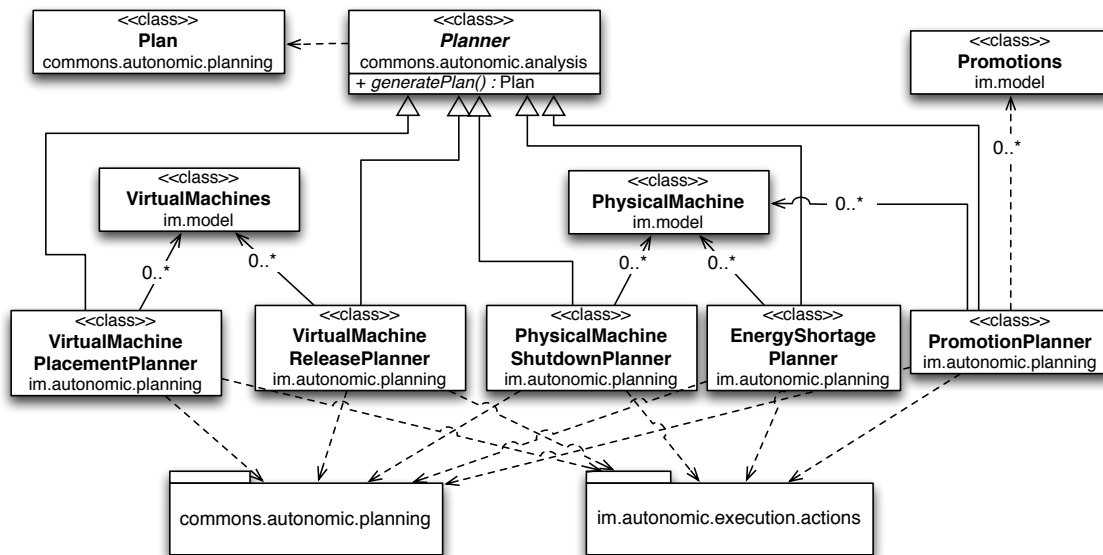 <<class>>
Plan
commons.autonomic.planning
<<class>>
Planner
commons.autonomic.analysis
+ generatePlan() : Plan
<<class>>
Promotions
im.model
0..*
<<class>>
VirtualMachines
im.model
<<class>>
PhysicalMachine
im.model
0..*
0..*
0..*
0..*
0..*
<<class>>
VirtualMachine
PlacementPlanner
im.autonomic.planning
<<class>>
VirtualMachine
ReleasePlanner
im.autonomic.planning
<<class>>
PhysicalMachine
ShutdownPlanner
im.autonomic.planning
<<class>>
EnergyShortage
Planner
im.autonomic.planning
<<class>>
PromotionPlanner
im.autonomic.planning
commons.autonomic.planning
im.autonomic.execution.actions